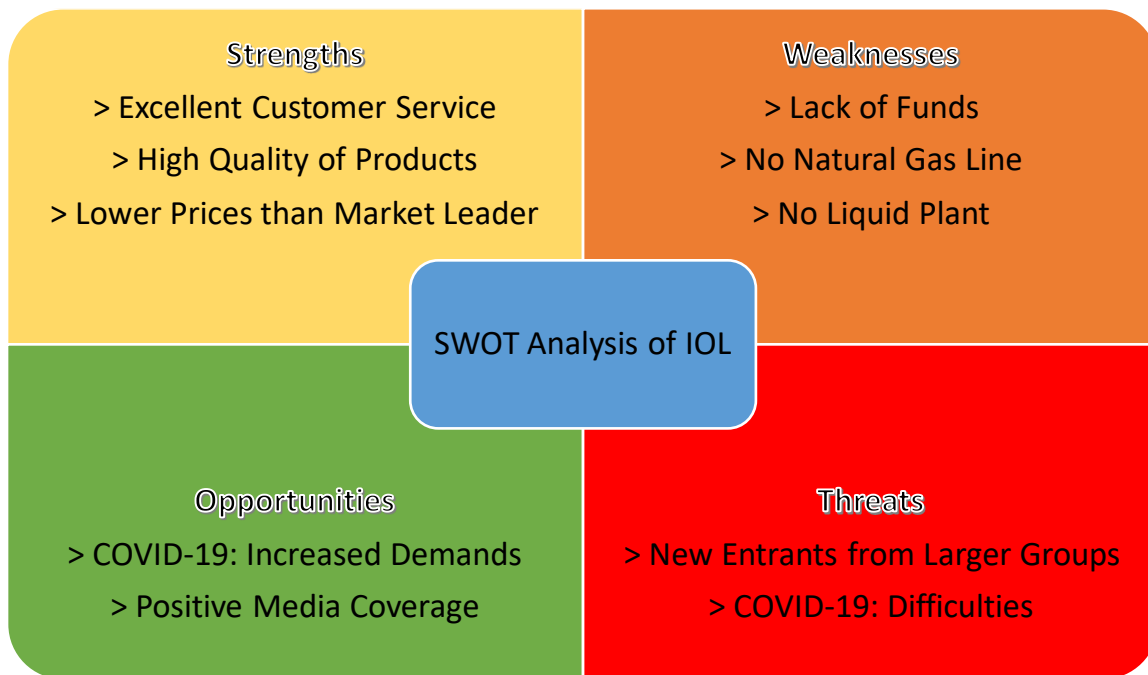 Strengths
> Excellent Customer Service
> High Quality of Products
> Lower Prices than Market Leader
Weaknesses
> Lack of Funds
> No Natural Gas Line
> No Liquid Plant
SWOT Analysis of IOL
Opportunities
> COVID-19: Increased Demands
> Positive Media Coverage
Threats
> New Entrants from Larger Groups
> COVID-19: Difficulties